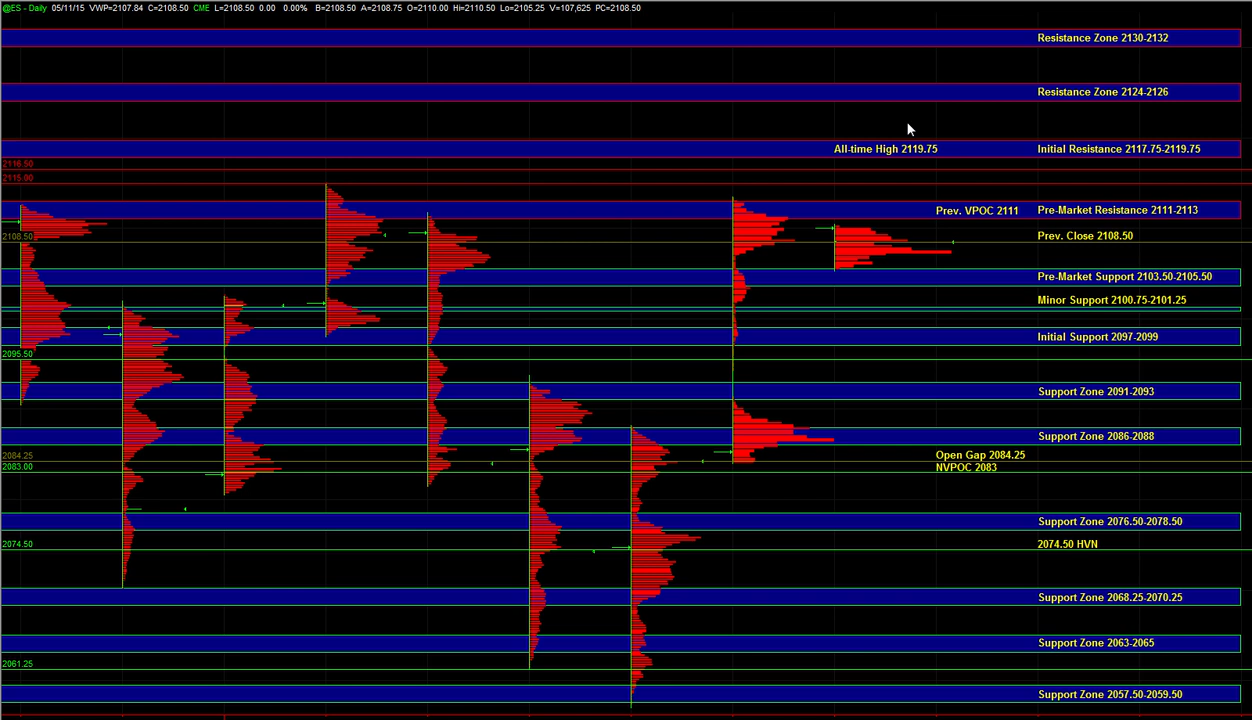 @ES - Daily 05/11/15 VWP=2107.84 C=2108.50 CME L=2108.50 0.00 0.00% B=2108.50 A=2108.75 O=2110.00 Hi=2110.50 Lo=2105.25 V=107,625 PC=2108.50
Resistance Zone 2130-2132
Resistance Zone 2124-2126
All-time High 2119.75 Initial Resistance 2117.75-2119.75
2116.50
2115.00
Prev. VPOC 2111 Pre-Market Resistance 2111-2113
2108.50 Prev. Close 2108.50
Pre-Market Support 2103.50-2105.50
Minor Support 2100.75-2101.25
Initial Support 2097-2099
2095.50
Support Zone 2091-2093
Support Zone 2086-2088
2084.25 Open Gap 2084.25
2083.00 NVPOC 2083
Support Zone 2076.50-2078.50
2074.50 2074.50 HVN
Support Zone 2068.25-2070.25
Support Zone 2063-2065
2061.25
Support Zone 2057.50-2059.50